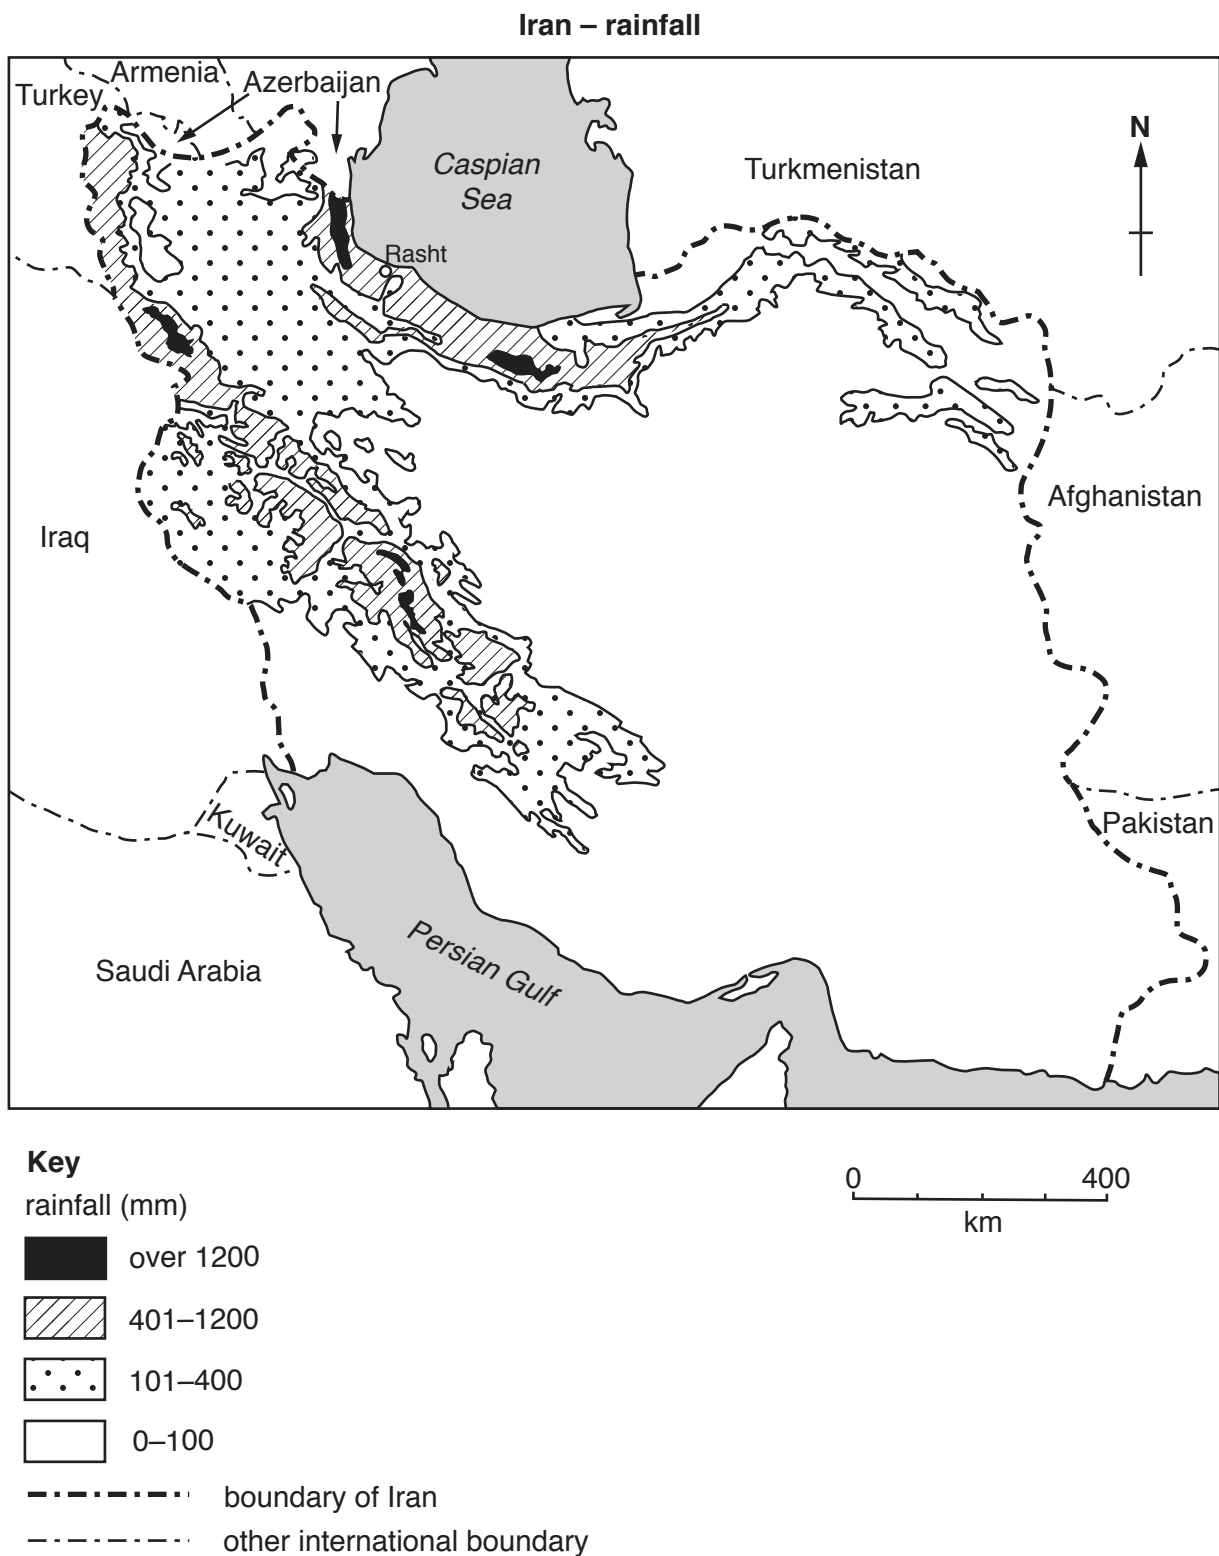 Iran – rainfall
Armenia
Azerbaijan
Turkey
N
Caspian
Sea
Turkmenistan
Rasht
Afghanistan
Iraq
Kuwait
Pakistan
Persian Gulf
Saudi Arabia
Key
rainfall (mm)
0 400
km
over 1200
401–1200
101–400
0–100
boundary of Iran
other international boundary